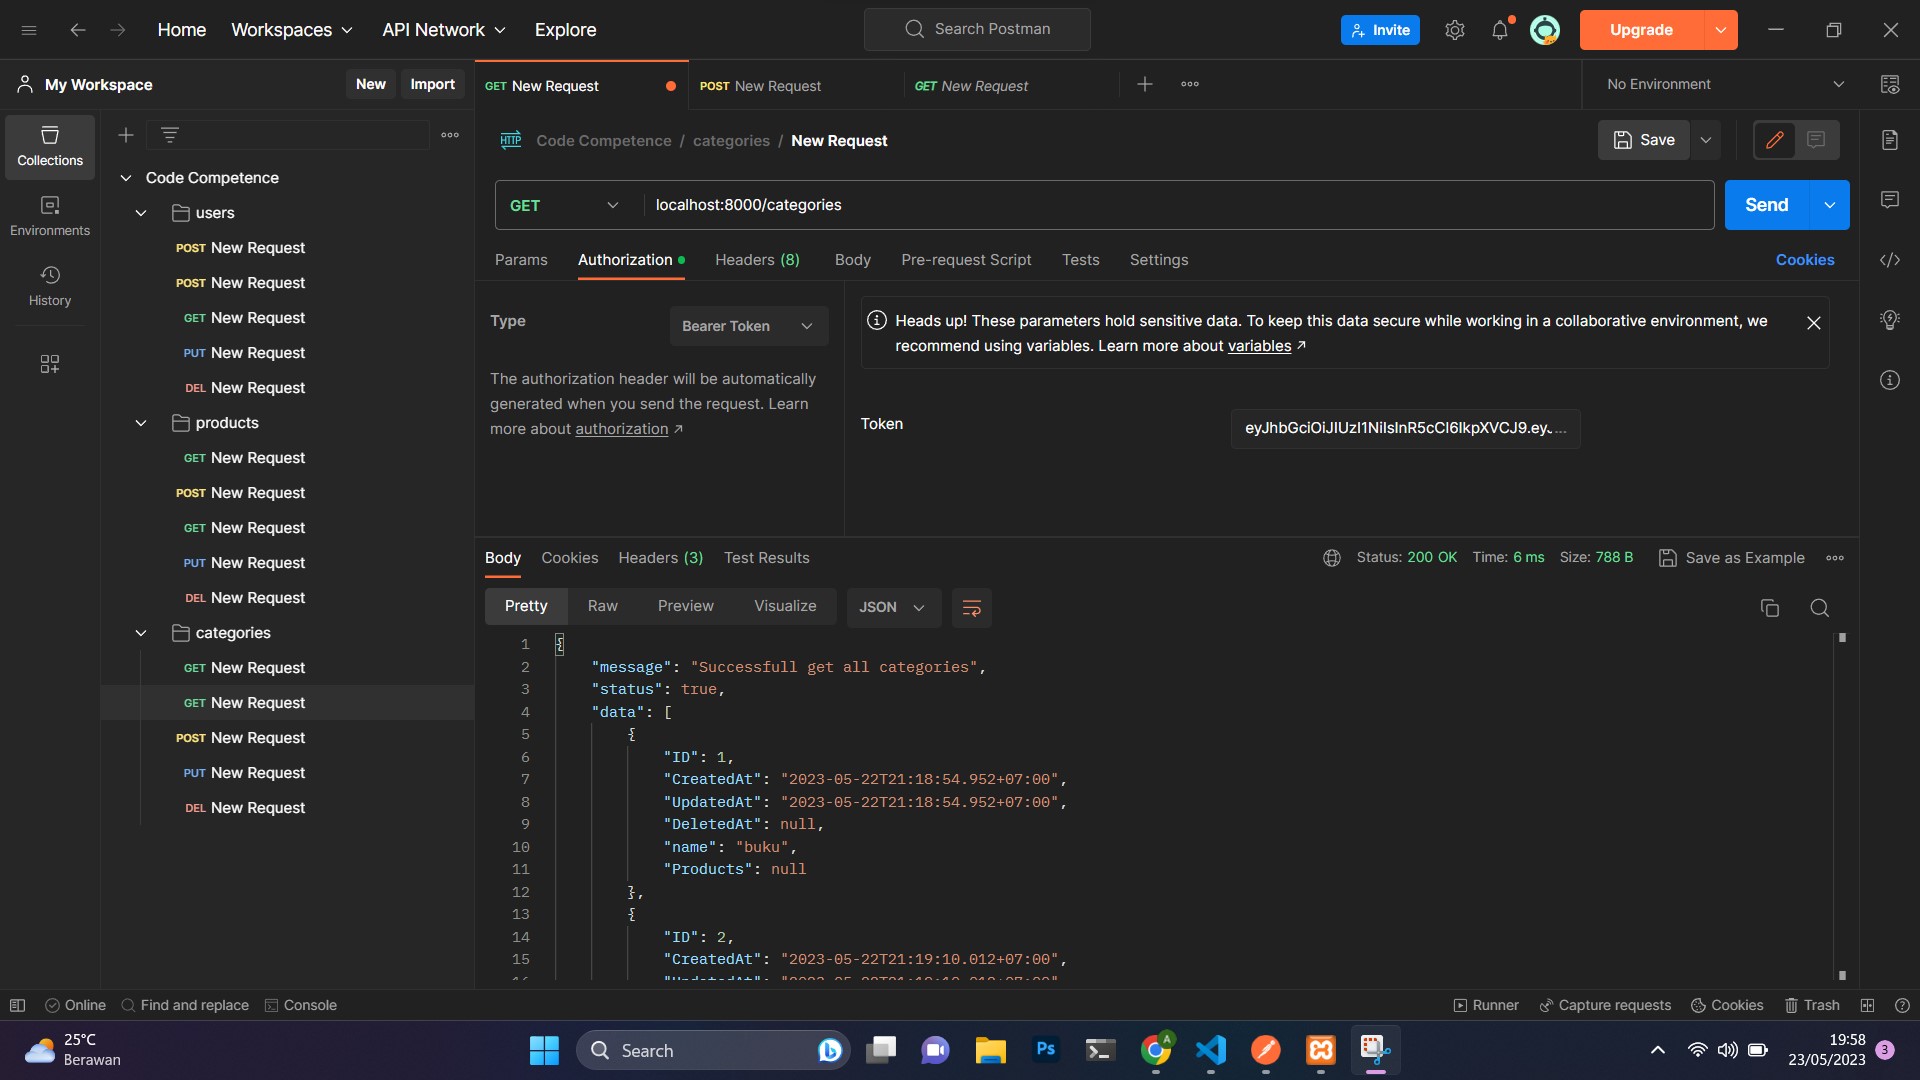 Home Workspaces API Network Explore Search Postman Invite Upgrade
My Workspace New Import GET New Request POST New Request GET New Request No Environment
Collections
Environments
History
Code Competence
users
POST New Request
POST New Request
GET New Request
PUT New Request
DEL New Request
products
GET New Request
POST New Request
GET New Request
PUT New Request
DEL New Request
categories
GET New Request
GET New Request
POST New Request
PUT New Request
DEL New Request
HTTP Code Competence / categories / New Request Save
GET localhost:8000/categories Send
Params Authorization Headers (8) Body Pre-request Script Tests Settings Cookies
Type Bearer Token
The authorization header will be automatically
generated when you send the request. Learn
more about authorization ↗
Heads up! These parameters hold sensitive data. To keep this data secure while working in a collaborative environment, we
recommend using variables. Learn more about variables ↗
Token eyJhbGciOiJIUzI1NiIsInR5cCI6IkpXVCJ9.eyJ...
Body Cookies Headers (3) Test Results Status: 200 OK Time: 6 ms Size: 788 B Save as Example
Pretty Raw Preview Visualize JSON
1 {
2 "message": "Successfull get all categories",
3 "status": true,
4 "data": [
5 {
6 "ID": 1,
7 "CreatedAt": "2023-05-22T21:18:54.952+07:00",
8 "UpdatedAt": "2023-05-22T21:18:54.952+07:00",
9 "DeletedAt": null,
10 "name": "buku",
11 "Products": null
12 },
13 {
14 "ID": 2,
15 "CreatedAt": "2023-05-22T21:19:10.012+07:00",
Online Find and replace Console Runner Capture requests Cookies Trash
25°C
Berawan
Search
Ps
A
19:58
23/05/2023
3